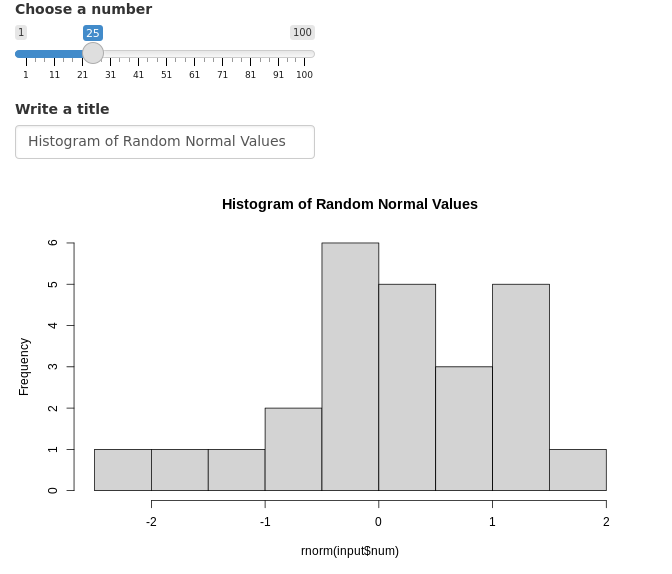 Choose a number
1 25 100
1 11 21 31 41 51 61 71 81 91 100
Write a title
Histogram of Random Normal Values
Histogram of Random Normal Values
6
5
4
3
2
1
0
Frequency
-2 -1 0 1 2
rnorm(input$num)